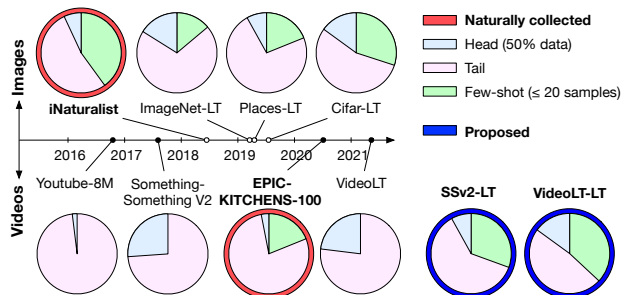 Images
Videos
iNaturalist
ImageNet-LT
Places-LT
Cifar-LT
2016
2017
2018
2019
2020
2021
Youtube-8M
Something-
Something V2
EPIC-
KITCHENS-100
VideoLT
Naturally collected
Head (50% data)
Tail
Few-shot (≤ 20 samples)
Proposed
SSv2-LT
VideoLT-LT